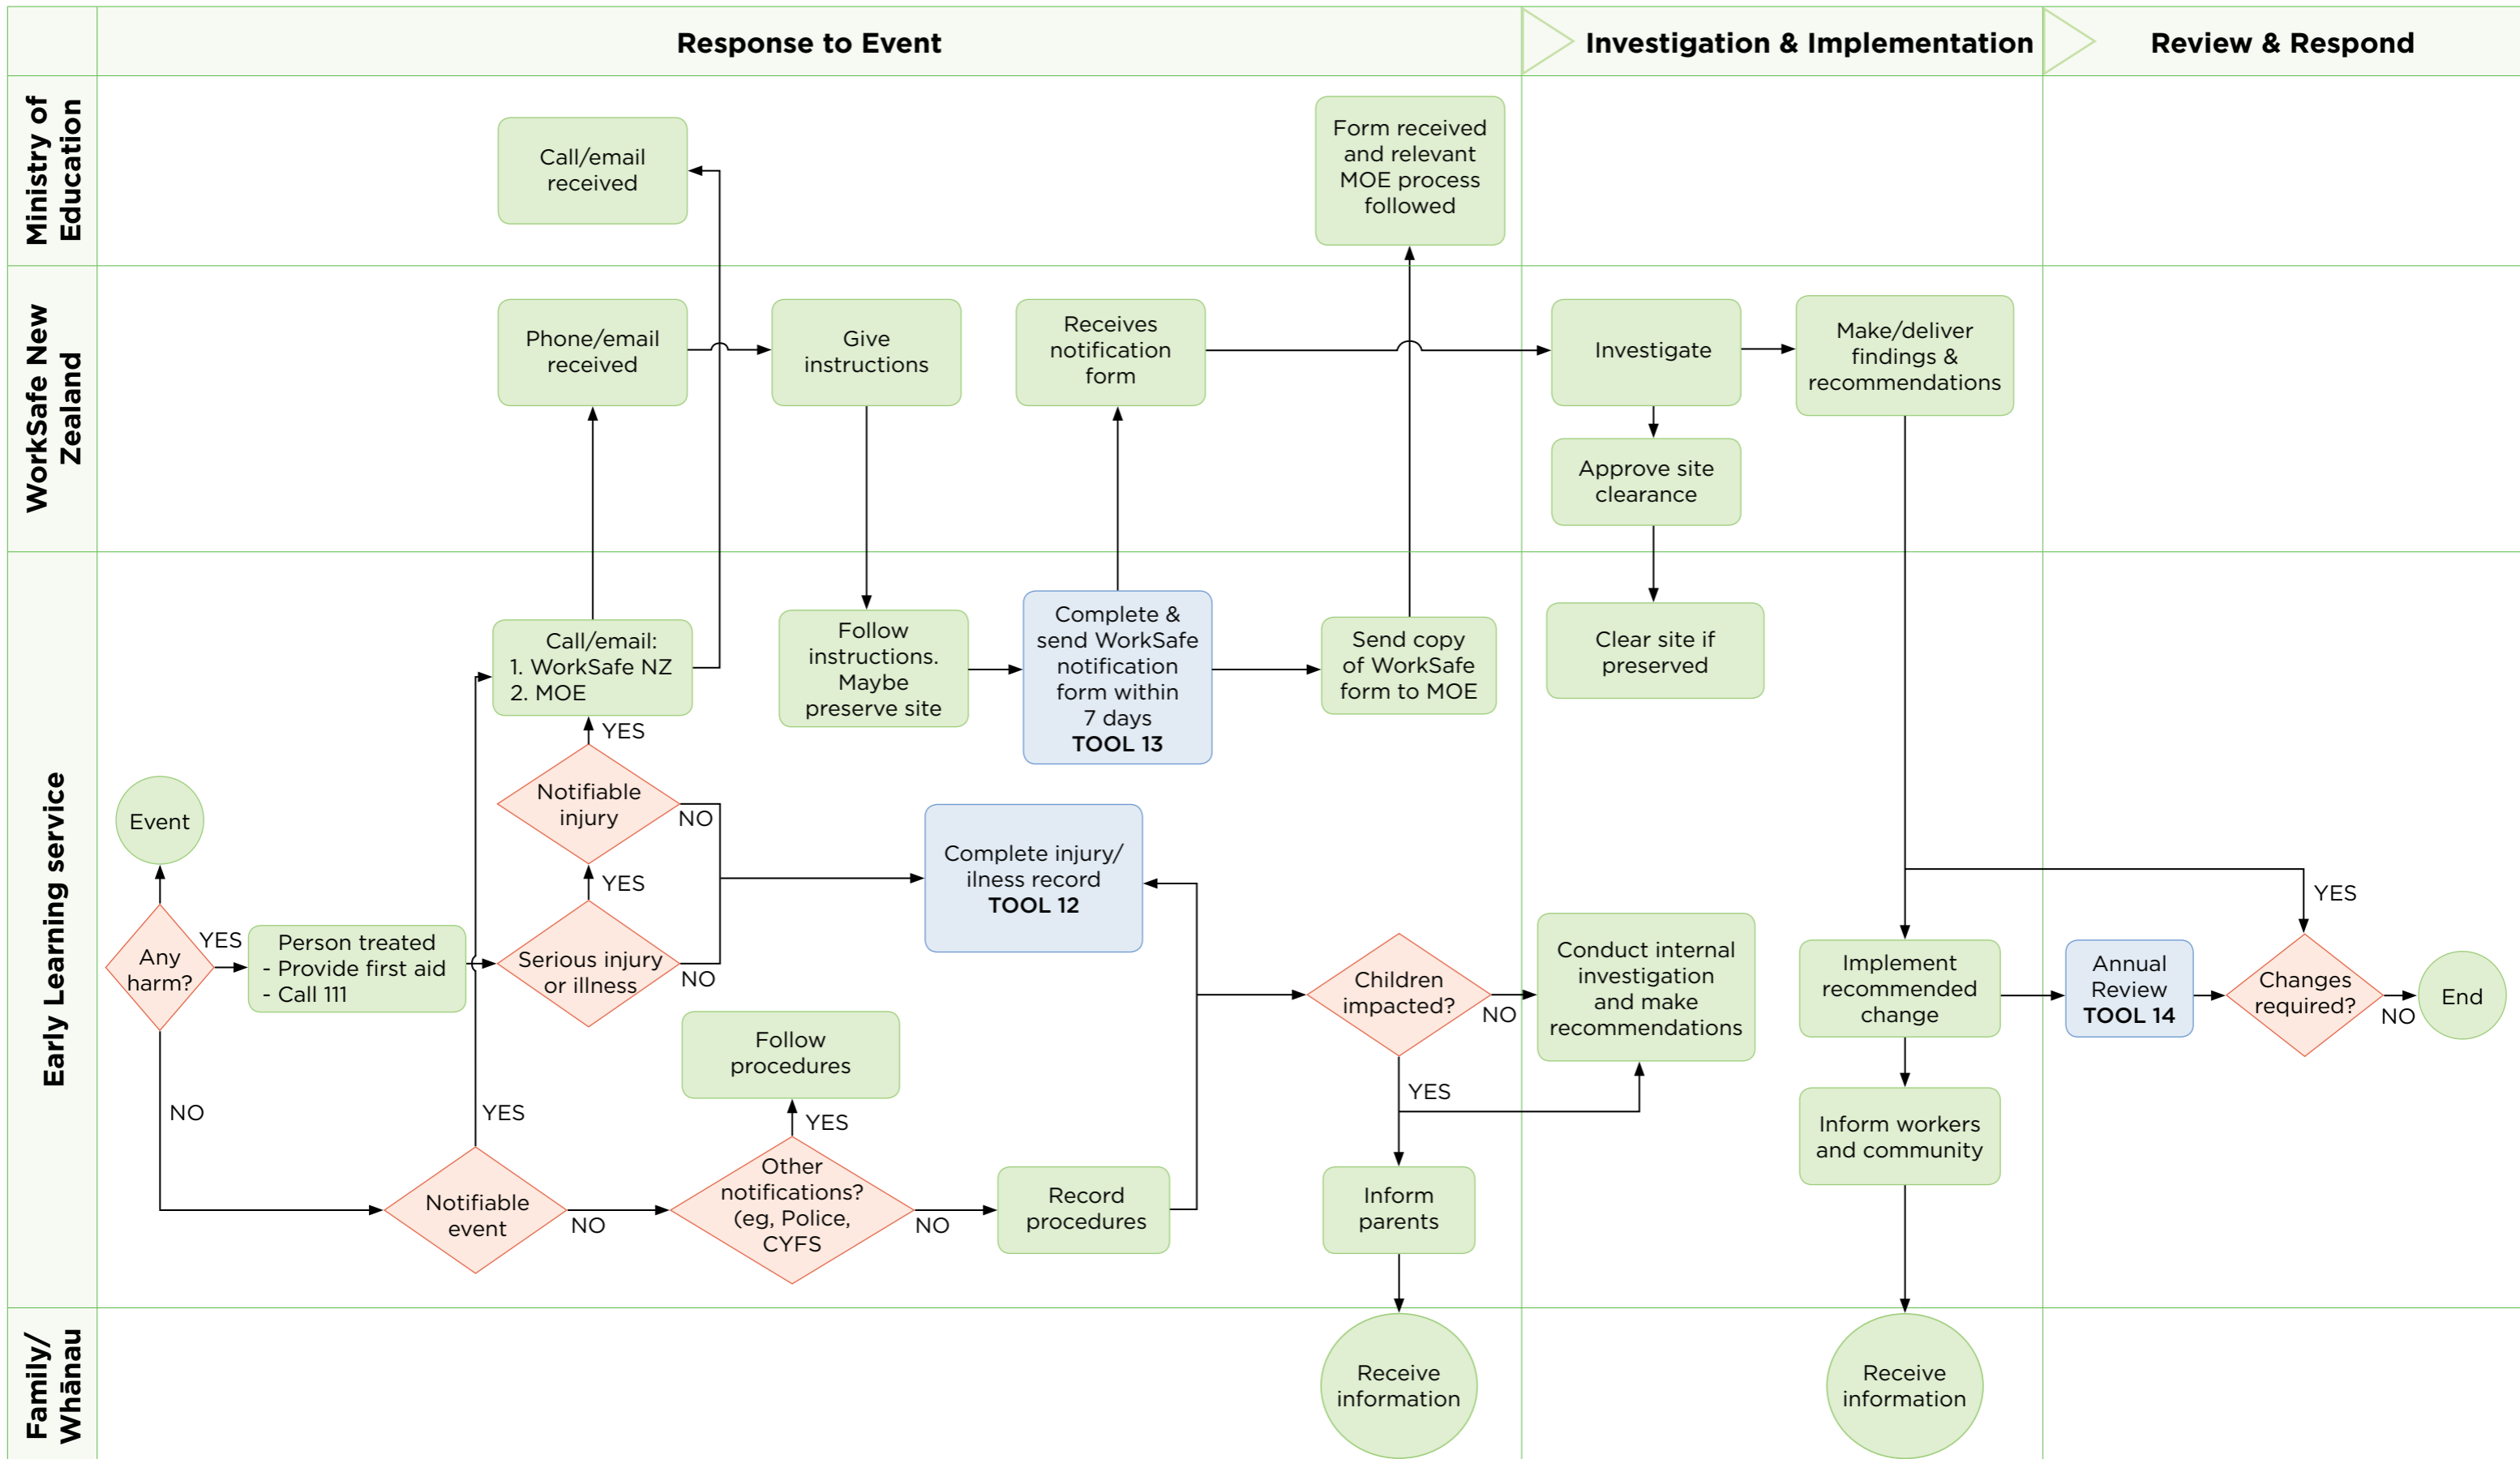 Response to Event
Investigation & Implementation
Review & Respond
Ministry of
Education
Call/email
received
Form received
and relevant
MOE process
followed
WorkSafe New
Zealand
Phone/email
received
Give
instructions
Receives
notification
form
Investigate
Make/deliver
findings &
recommendations
Approve site
clearance
Early Learning service
Call/email:
1. WorkSafe NZ
2. MOE
Follow
instructions.
Maybe
preserve site
Complete &
send WorkSafe
notification
form within
7 days
TOOL 13
Send copy
of WorkSafe
form to MOE
Clear site if
preserved
YES
Notifiable
injury
NO
Event
YES
Complete injury/
ilness record
TOOL 12
Any
harm?
YES
Person treated
- Provide first aid
- Call 111
Serious injury
or illness
NO
Children
impacted?
NO
Conduct internal
investigation
and make
recommendations
Implement
recommended
change
Annual
Review
TOOL 14
YES
Changes
required?
NO
End
Follow
procedures
NO
YES
YES
YES
Inform workers
and community
Notifiable
event
NO
Other
notifications?
(eg, Police,
CYFS
NO
Record
procedures
Inform
parents
Family/
Whānau
Receive
information
Receive
information